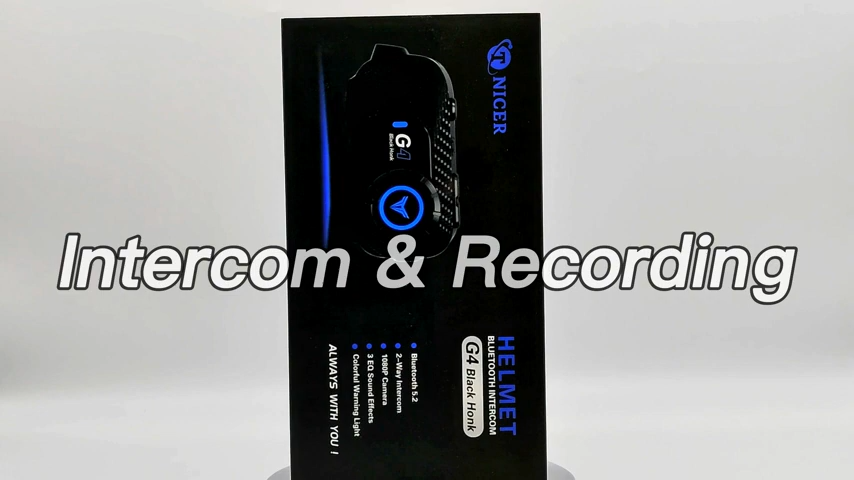 Intercom & Recording
NICER
G4
Black Honk
HELMET
BLUETOOTH INTERCOM
G4 Black Honk
Bluetooth 5.2
2-Way Intercom
1080P Camera
3 EQ Sound Effects
Colorful Warning Light
ALWAYS WITH YOU !